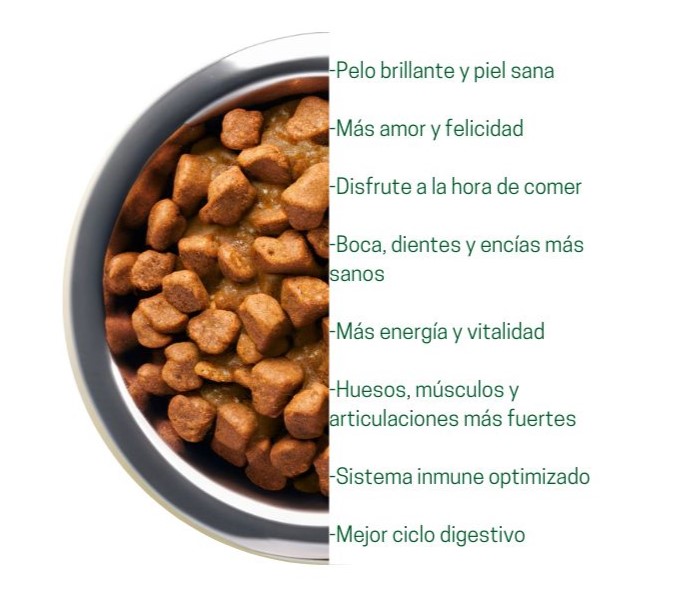 -Pelo brillante y piel sana
-Más amor y felicidad
-Disfrute a la hora de comer
-Boca, dientes y encías más
sanos
-Más energía y vitalidad
-Huesos, músculos y
articulaciones más fuertes
-Sistema inmune optimizado
-Mejor ciclo digestivo